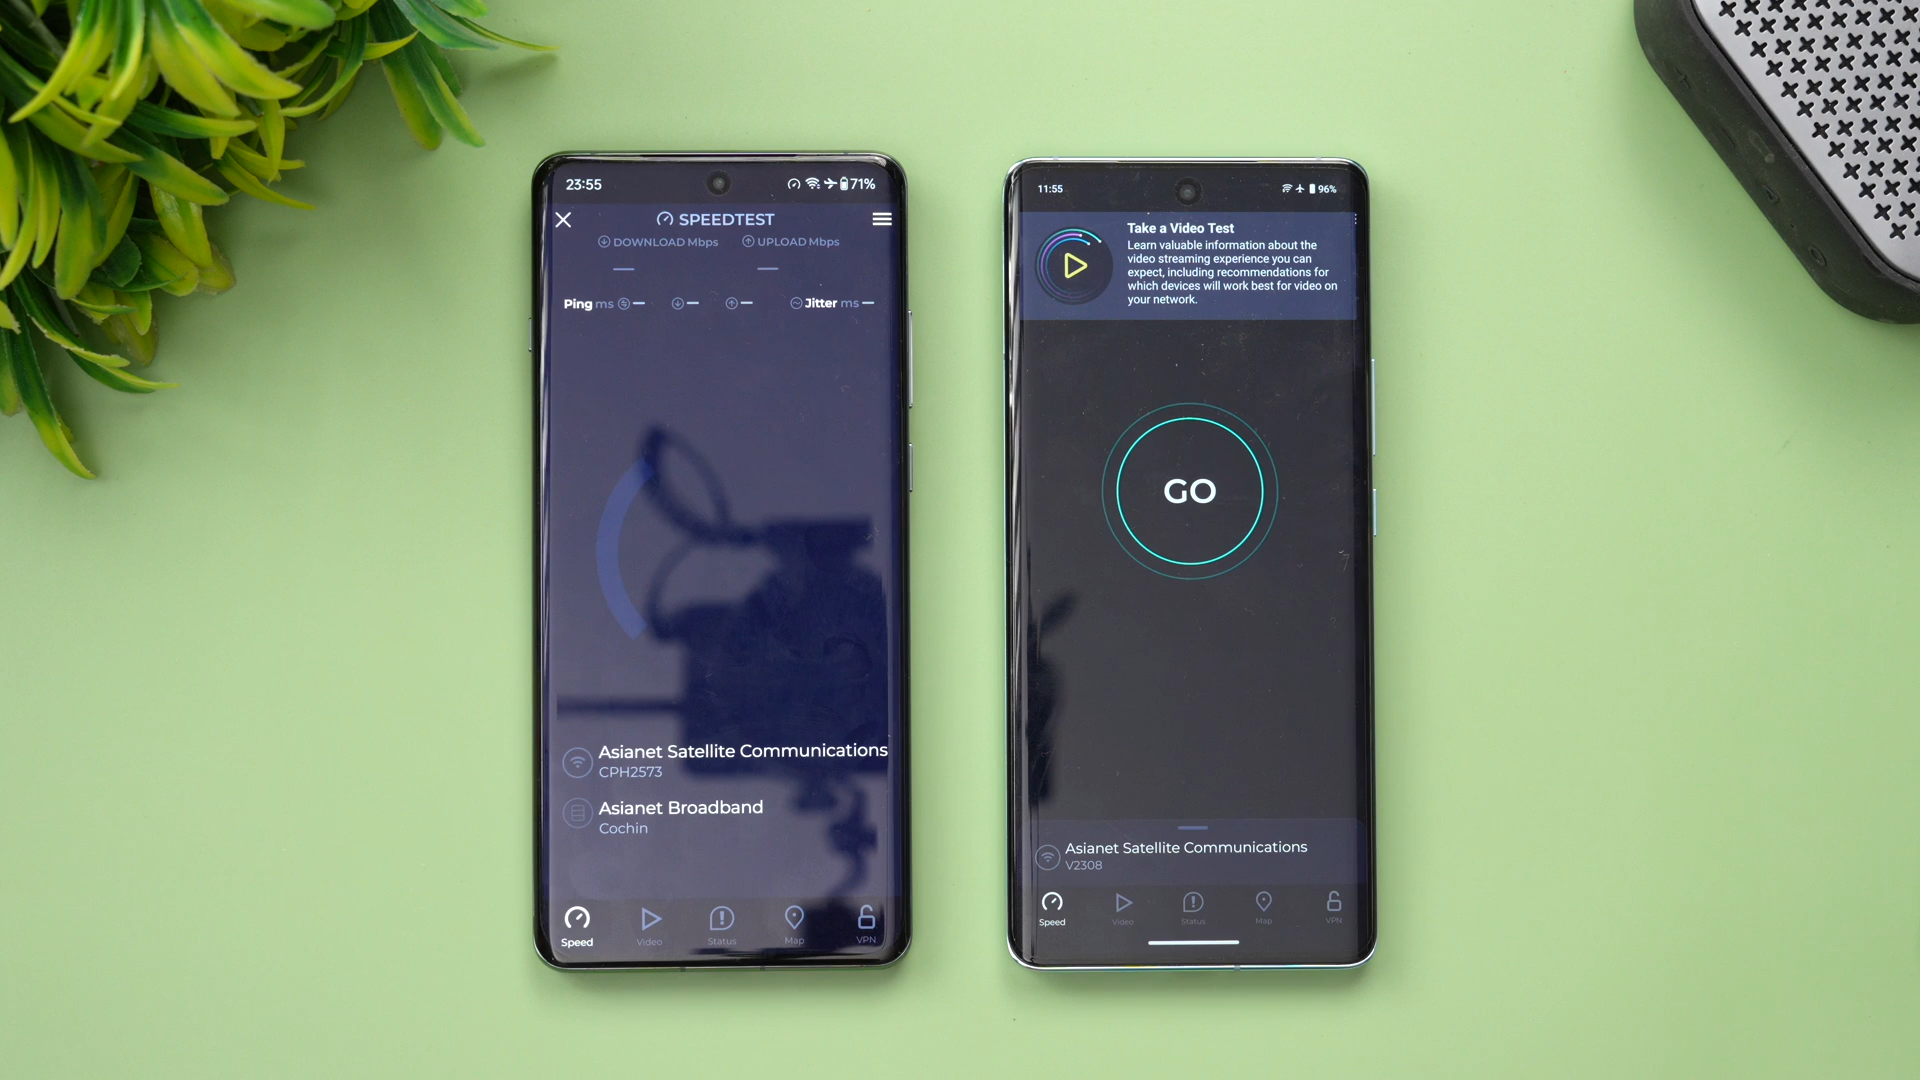 23:55
71%
SPEEDTEST
DOWNLOAD Mbps
UPLOAD Mbps
Ping ms
Jitter ms
Asianet Satellite Communications
CPH2573
Asianet Broadband
Cochin
Speed
Video
Status
Map
VPN
11:55
96%
Take a Video Test
Learn valuable information about the
video streaming experience you can
expect, including recommendations for
which devices will work best for video on
your network.
GO
Asianet Satellite Communications
V2308
Speed
Video
Status
Map
VPN